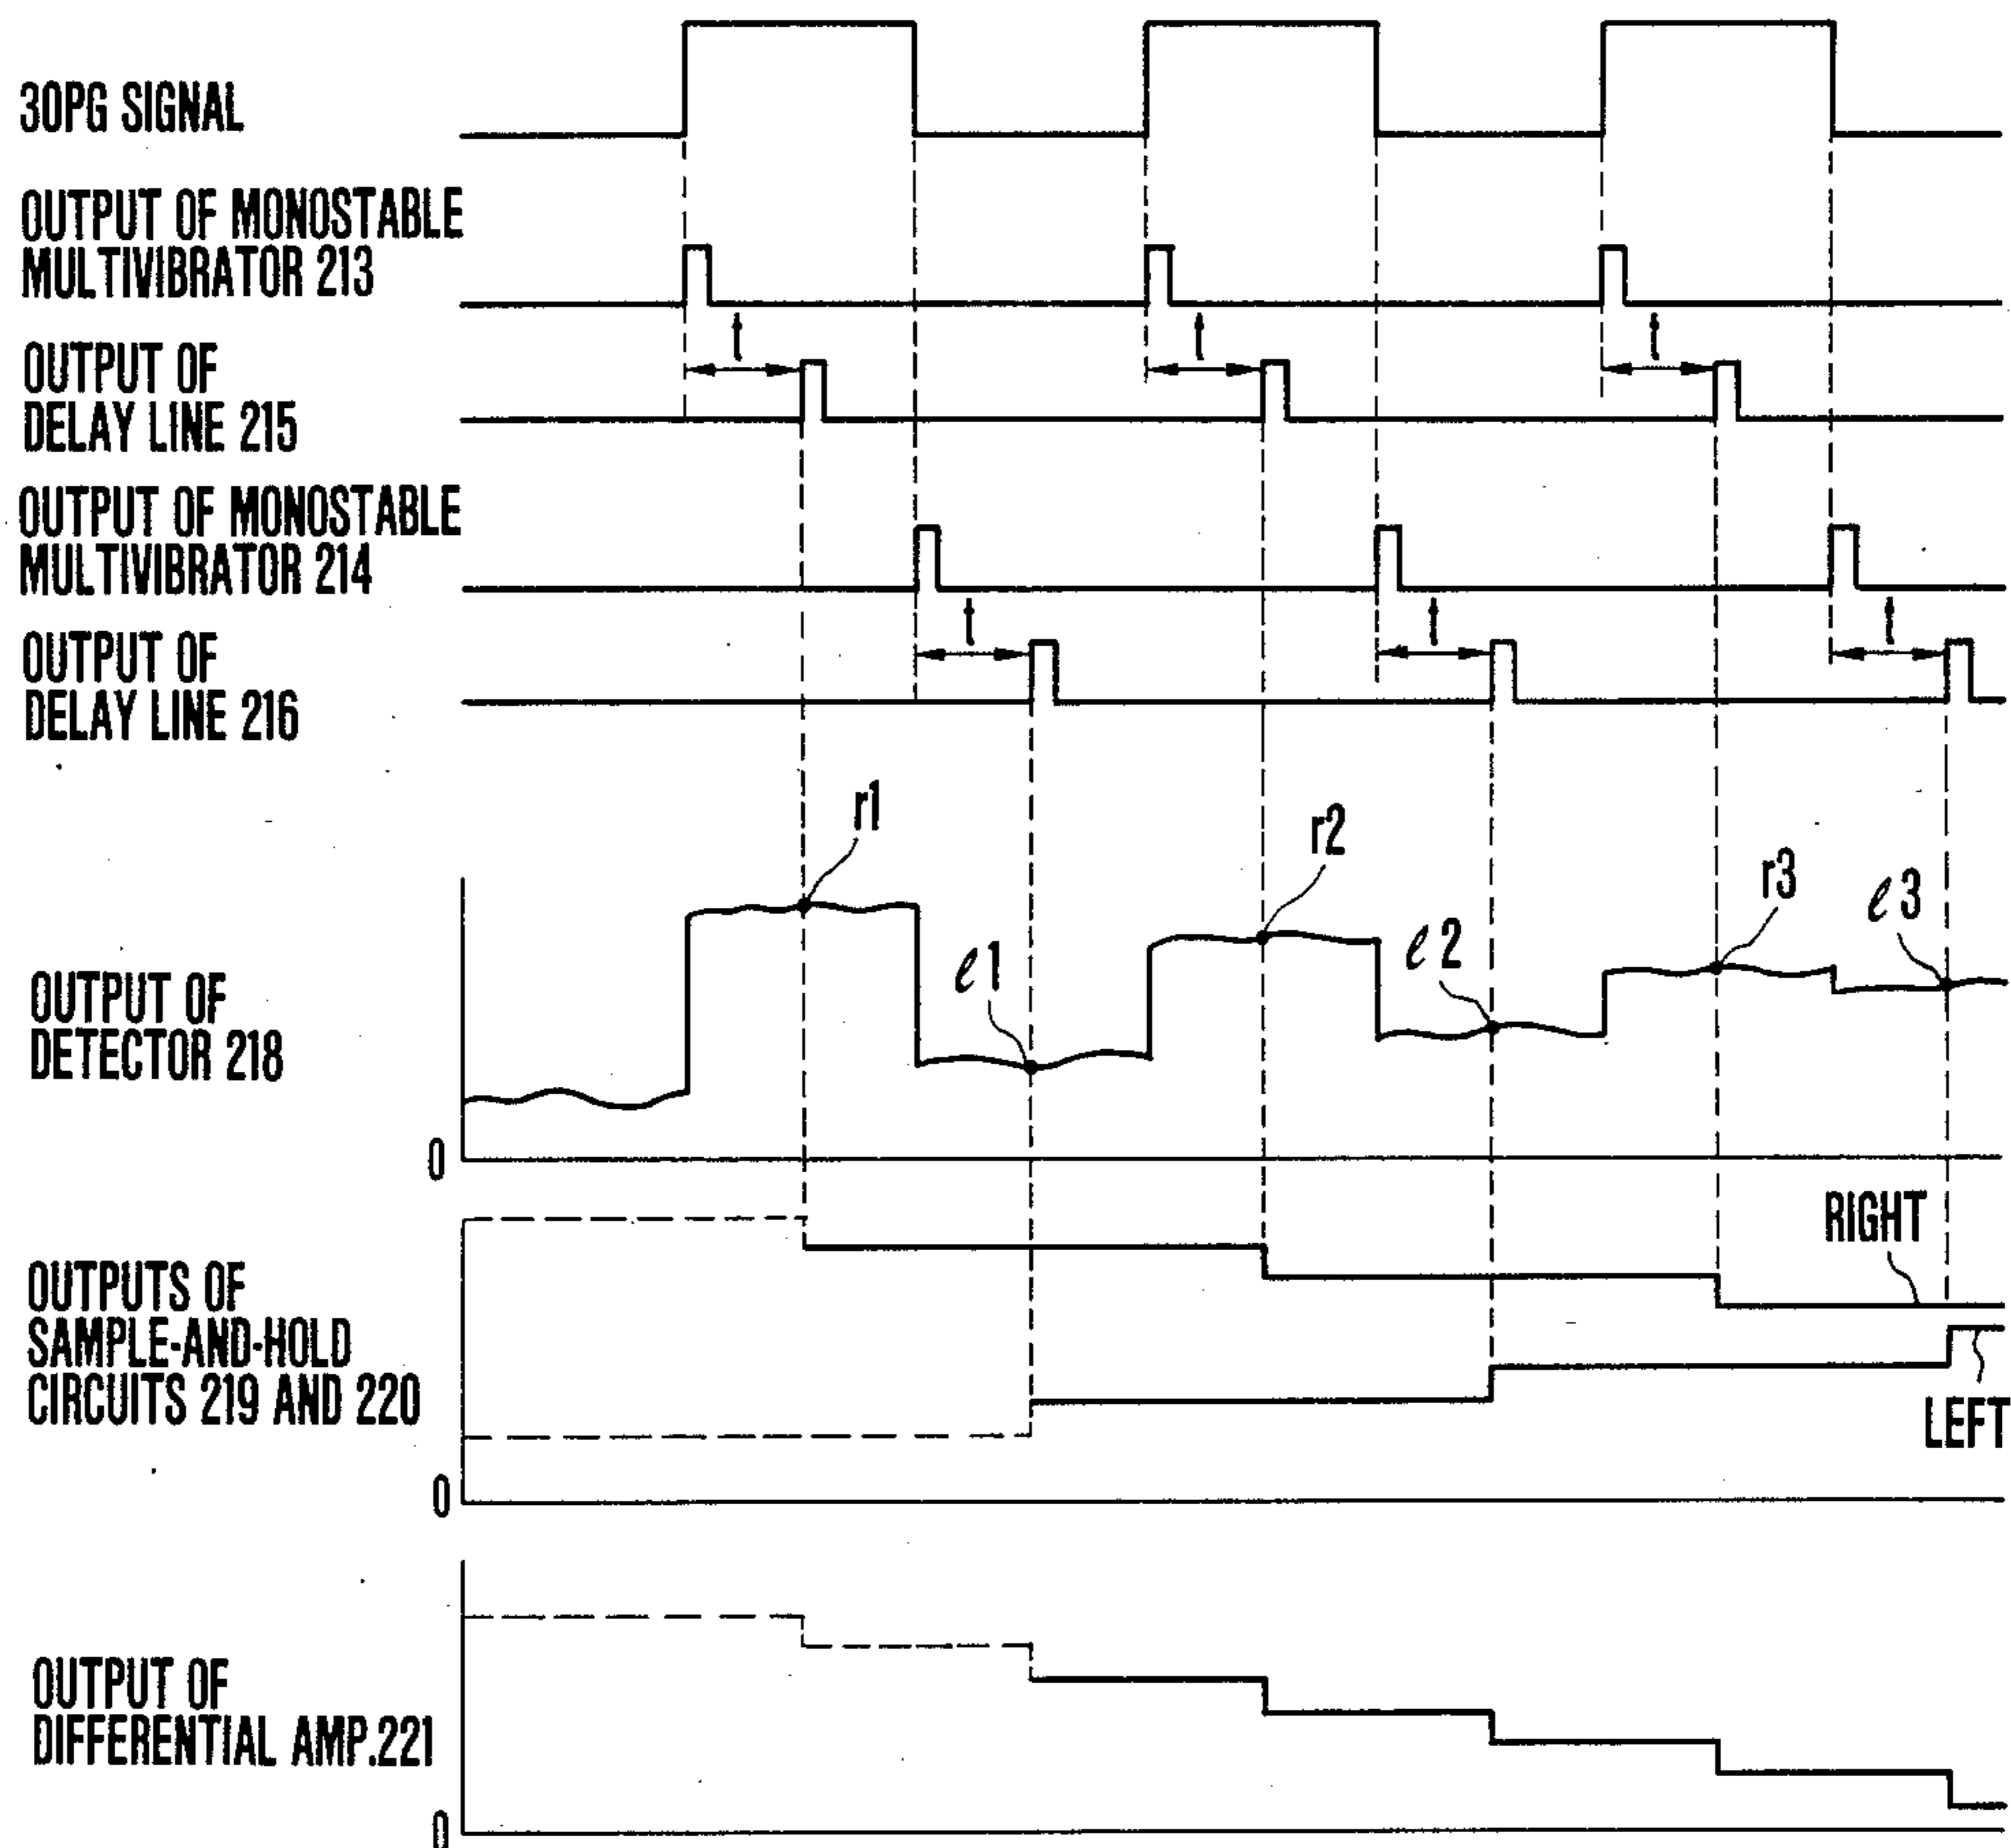 30PG SIGNAL
OUTPUT OF MONOSTABLE
MULTIVIBRATOR 213
t
t
t
OUTPUT OF
DELAY LINE 215
OUTPUT OF MONOSTABLE
MULTIVIBRATOR 214
t
t
t
OUTPUT OF
DELAY LINE 216
r1
r2
r3
ℓ3
ℓ2
ℓ1
OUTPUT OF
DETECTOR 218
0
RIGHT
OUTPUTS OF
SAMPLE-AND-HOLD
CIRCUITS 219 AND 220
LEFT
0
OUTPUT OF
DIFFERENTIAL AMP.221
0